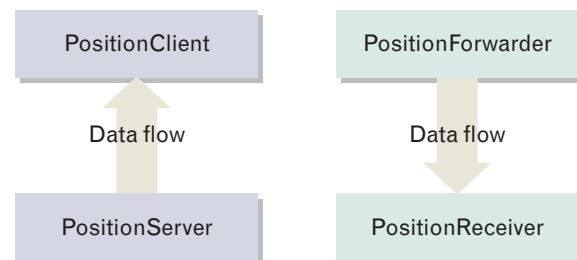 PositionClient
PositionForwarder
Data flow
Data flow
PositionServer
PositionReceiver